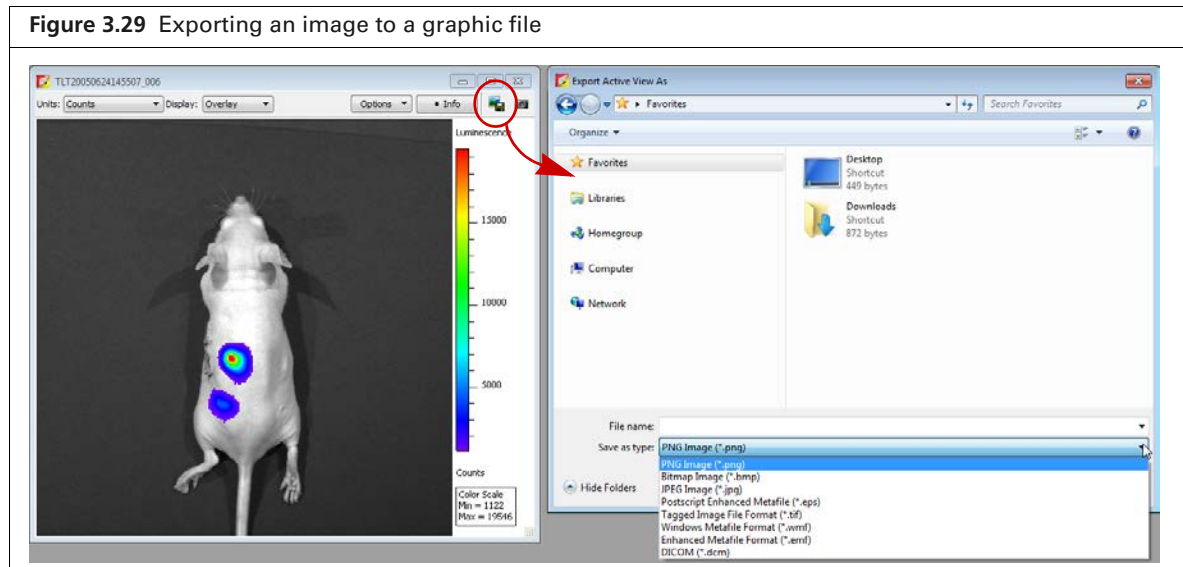 Figure 3.29 Exporting an image to a graphic file
TLT20050624145507_006
Units: Counts Display: Overlay Options Info
Luminescence
15000
10000
5000
Counts
Color Scale
Min = 1122
Max = 19546
Export Active View As
Favorites
Search Favorites
Organize
Favorites
Libraries
Homegroup
Computer
Network
Desktop
Shortcut
449 bytes
Downloads
Shortcut
872 bytes
File name:
Save as type: PNG Image (*.png)
PNG Image (*.png)
Bitmap Image (*.bmp)
JPEG Image (*.jpg)
Postscript Enhanced Metafile (*.eps)
Tagged Image File Format (*.tif)
Windows Metafile Format (*.wmf)
Enhanced Metafile Format (*.emf)
DICOM (*.dcm)
Hide Folders